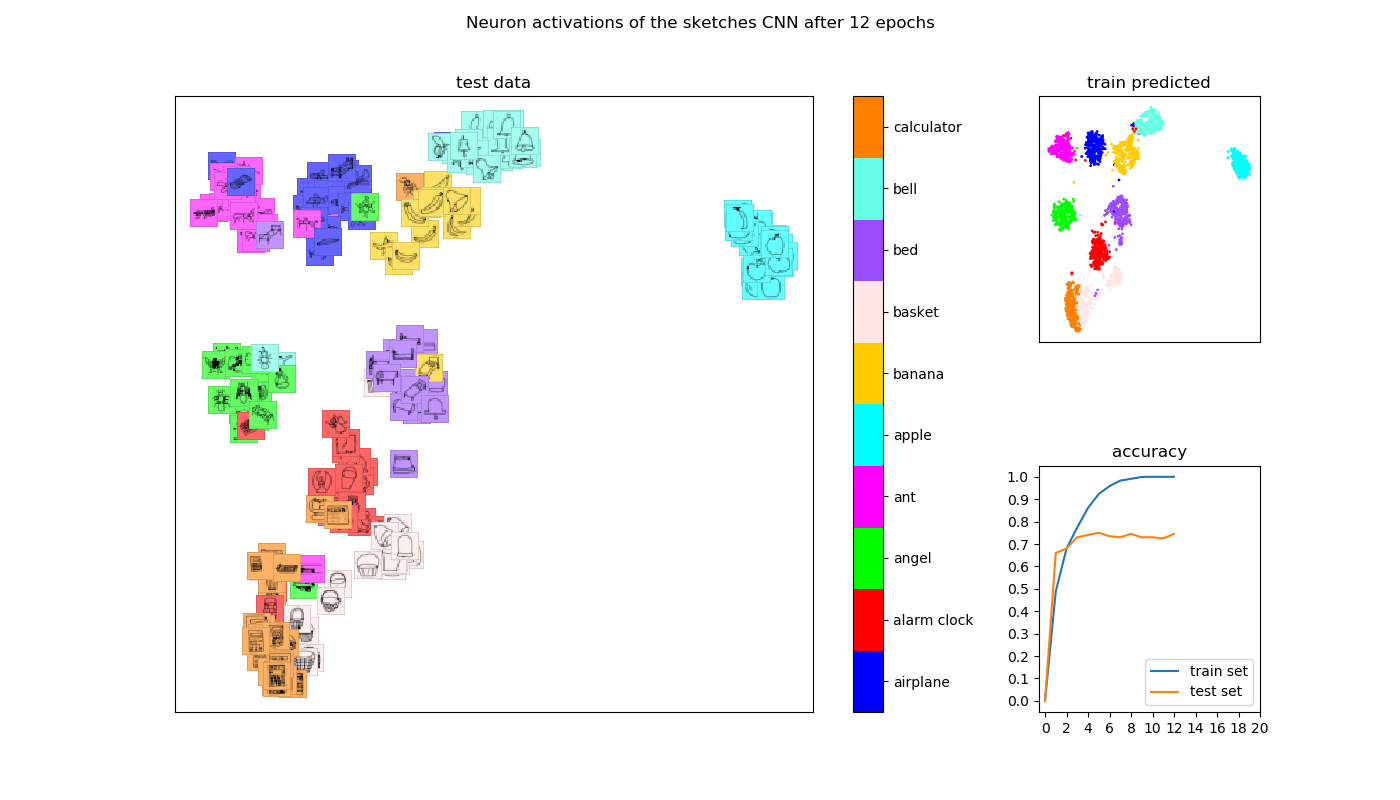 Neuron activations of the sketches CNN after 12 epochs
test data
calculator
bell
bed
basket
banana
apple
ant
angel
alarm clock
airplane
train predicted
accuracy
1.0
0.9
0.8
0.7
0.6
0.5
0.4
0.3
0.2
0.1
0.0
train set
test set
0 2 4 6 8 10 12 14 16 18 20